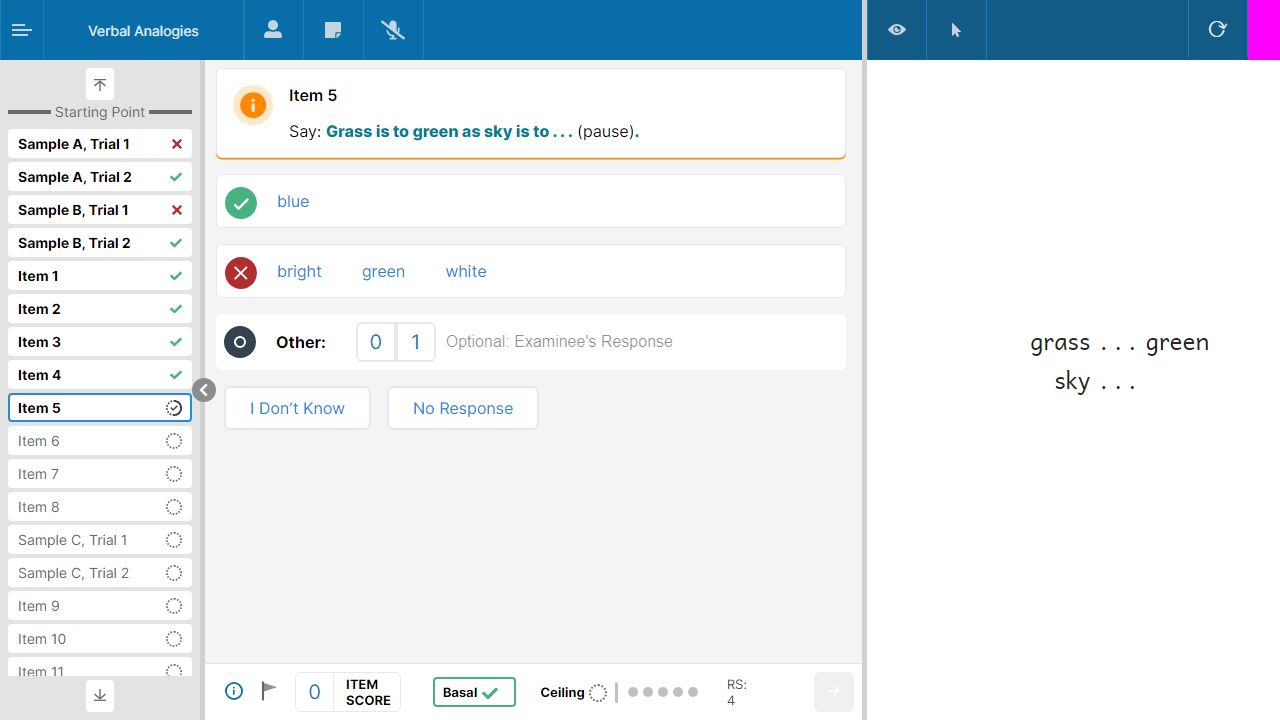 Verbal Analogies
Starting Point
Sample A, Trial 1
Sample A, Trial 2
Sample B, Trial 1
Sample B, Trial 2
Item 1
Item 2
Item 3
Item 4
Item 5
Item 6
Item 7
Item 8
Sample C, Trial 1
Sample C, Trial 2
Item 9
Item 10
Item 11
Item 5
Say: Grass is to green as sky is to . . . (pause).
blue
bright green white
Other: 0 1 Optional: Examinee's Response
I Don’t Know No Response
0 ITEM SCORE Basal Ceiling RS: 4
grass . . . green
sky . . .